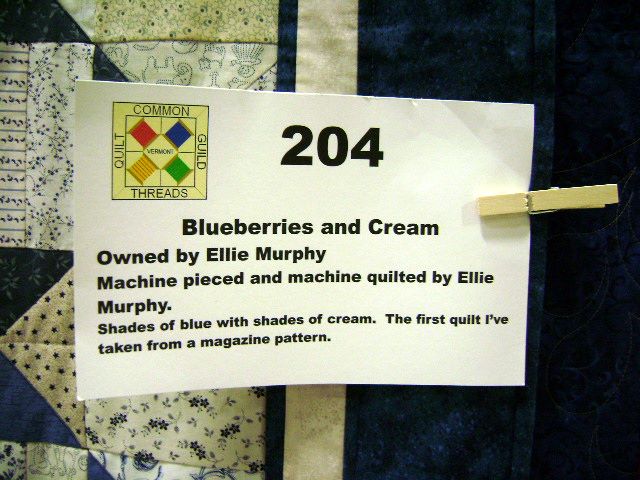 COMMON
QUILT
GUILD
VERMONT
THREADS
204
Blueberries and Cream
Owned by Ellie Murphy
Machine pieced and machine quilted by Ellie
Murphy.
Shades of blue with shades of cream.  The first quilt I've
taken from a magazine pattern.